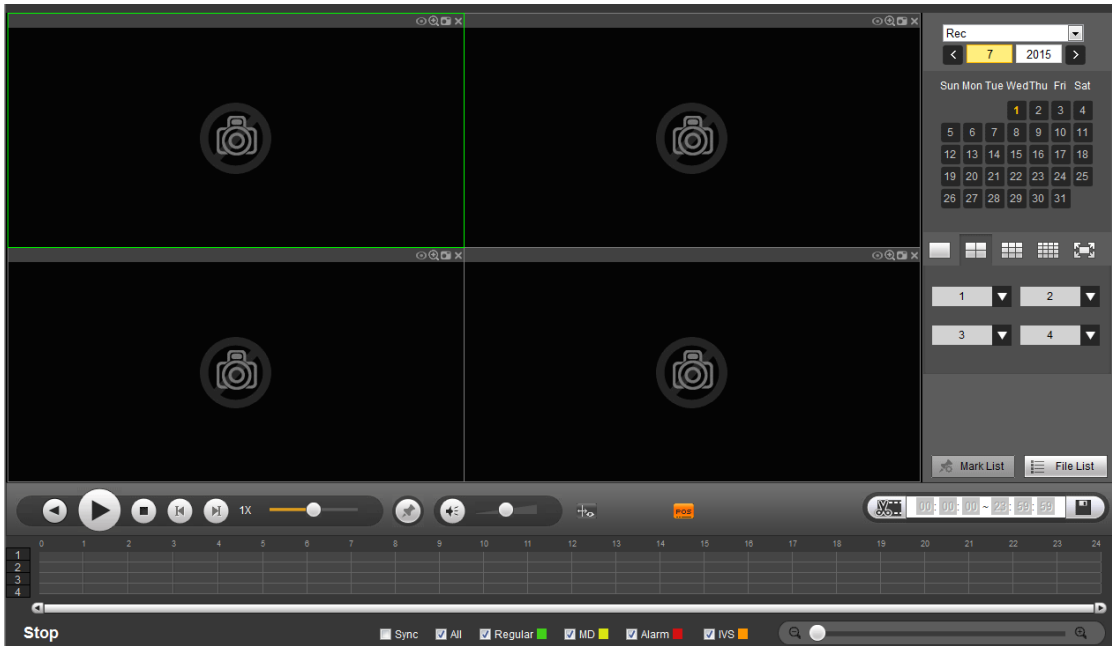 Rec
7 2015
Sun Mon Tue Wed Thu Fri Sat
1 2 3 4
5 6 7 8 9 10 11
12 13 14 15 16 17 18
19 20 21 22 23 24 25
26 27 28 29 30 31
1 2
3 4
Mark List File List
1X POS 00: 00: 00 ~ 23: 59: 59
0 1 2 3 4 5 6 7 8 9 10 11 12 13 14 15 16 17 18 19 20 21 22 23 24
1
2
3
4
Stop Sync All Regular MD Alarm IVS